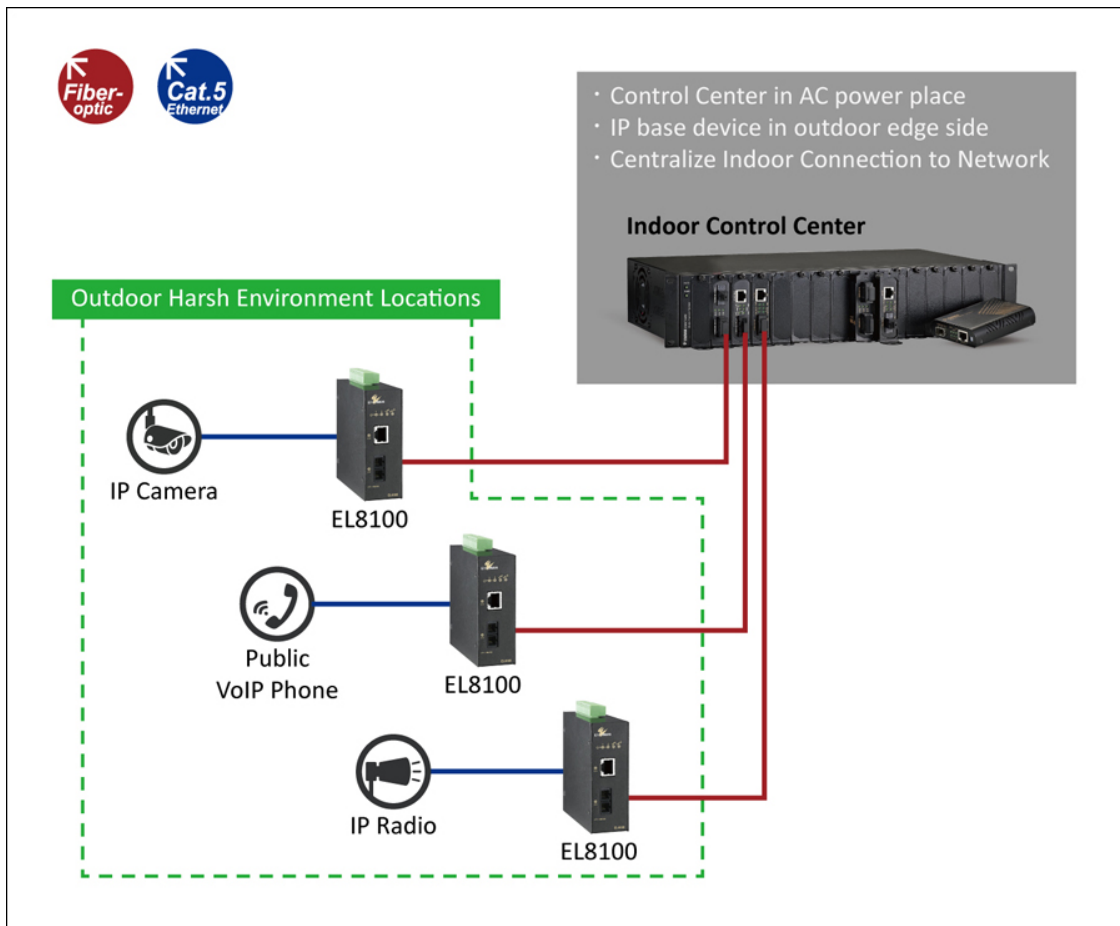 Fiber-
optic
Cat.5
Ethernet
· Control Center in AC power place
· IP base device in outdoor edge side
· Centralize Indoor Connection to Network
Indoor Control Center
Outdoor Harsh Environment Locations
IP Camera
EL8100
Public
VoIP Phone
EL8100
IP Radio
EL8100